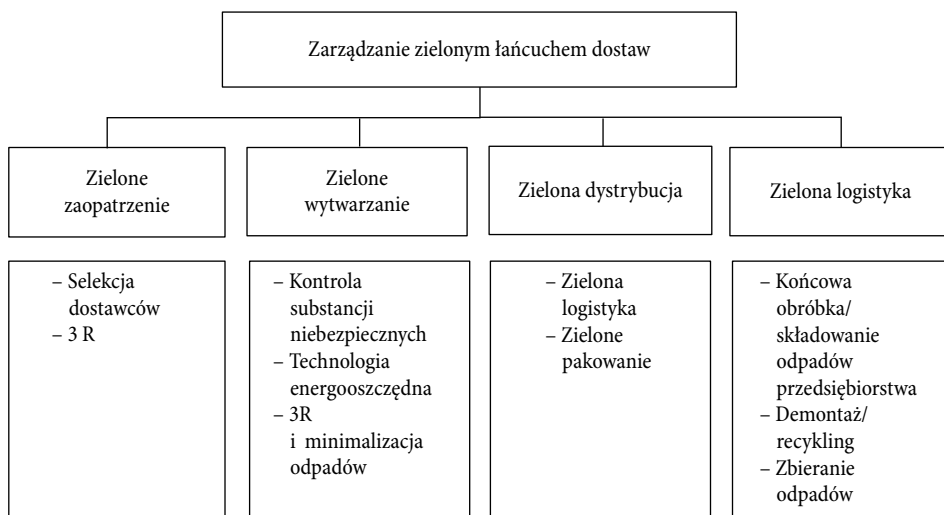 Zarządzanie zielonym łańcuchem dostaw
Zielone
zaopatrzenie
Zielone
wytwarzanie
Zielona dystrybucja
Zielona logistyka
– Selekcja
dostawców
– 3 R
– Kontrola
substancji
niebezpiecznych
– Technologia
energooszczędna
– 3R
i minimalizacja
odpadów
– Zielona
logistyka
– Zielone
pakowanie
– Końcowa
obróbka/
składowanie
odpadów
przedsiębiorstwa
– Demontaż/
recykling
– Zbieranie
odpadów